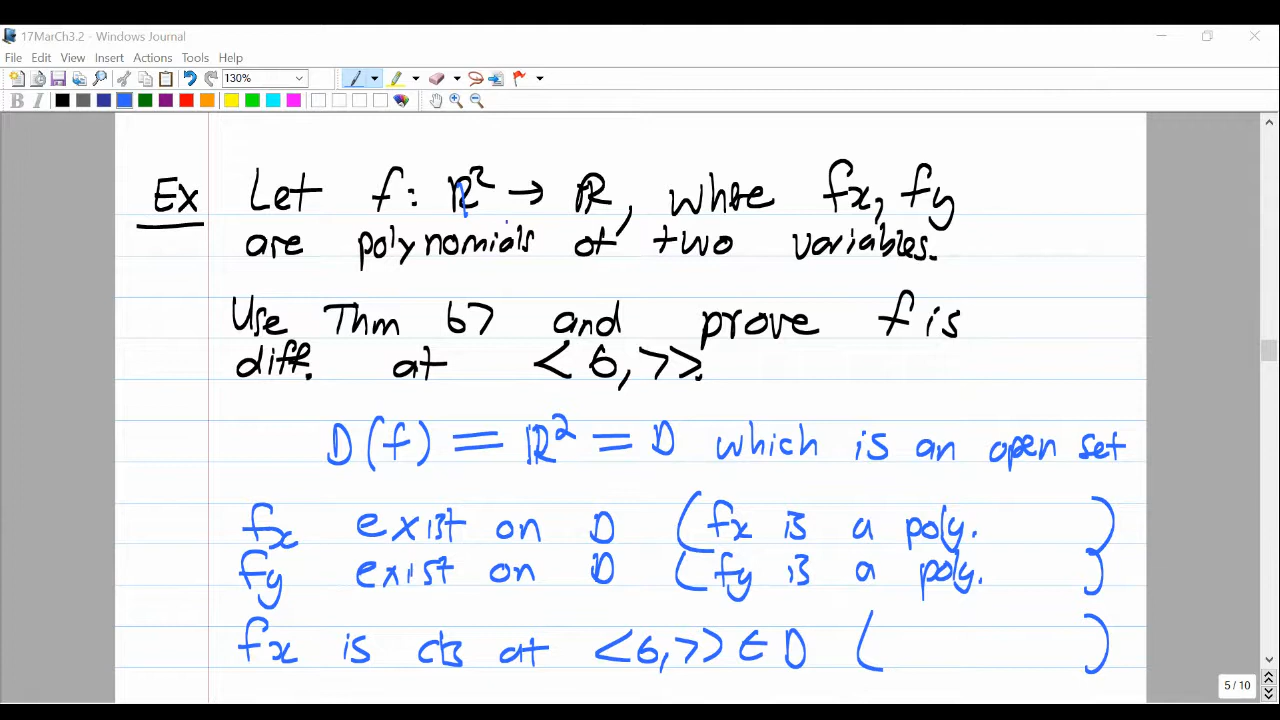 17MarCh3.2 - Windows Journal
File Edit View Insert Actions Tools Help
130%
B I
Ex Let f: ℝ² → ℝ, where fx, fy
are polynomials of two variables.
Use Thm 67 and prove f is
diff. at <6,7>.
D(f) = ℝ² = D which is an open set
fx exist on D (fx is a poly. )
fy exist on D (fy is a poly. )
fx is cts at <6,7> ∈ D ( )
5 / 10